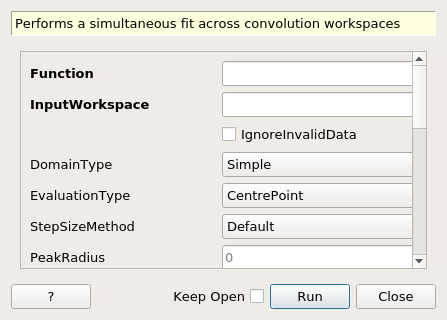 Performs a simultaneous fit across convolution workspaces
Function
InputWorkspace
IgnoreInvalidData
DomainType Simple
EvaluationType CentrePoint
StepSizeMethod Default
PeakRadius 0
? Keep Open Run Close